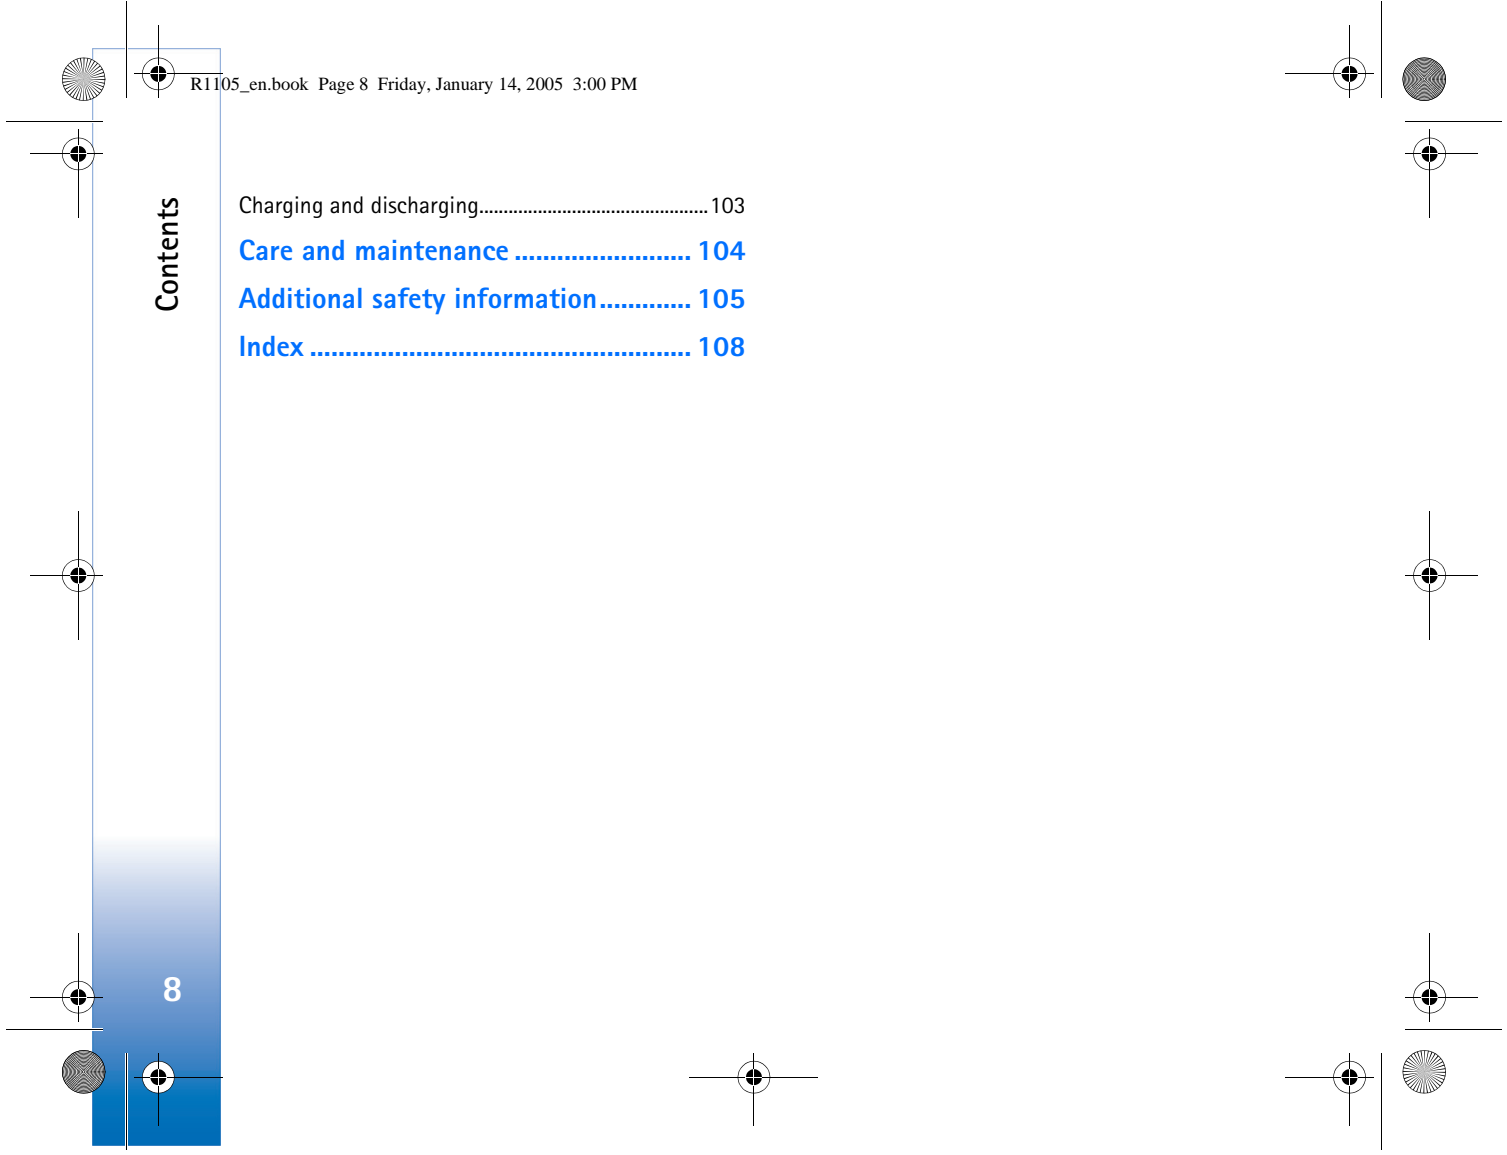 R1105_en.book  Page 8  Friday, January 14, 2005  3:00 PM
Contents
Charging and discharging...............................................103
Care and maintenance ......................... 104
Additional safety information............. 105
Index ...................................................... 108
8